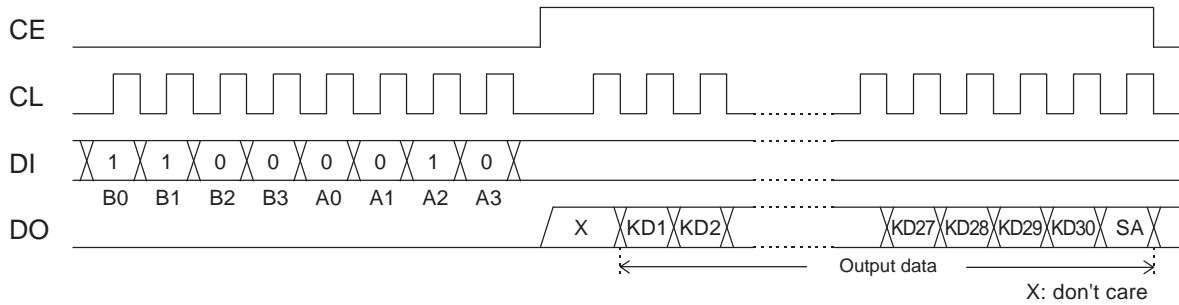 CE
CL
DI
1 1 0 0 0 0 1 0
B0 B1 B2 B3 A0 A1 A2 A3
DO
X KD1 KD2 KD27 KD28 KD29 KD30 SA
Output data
X: don't care